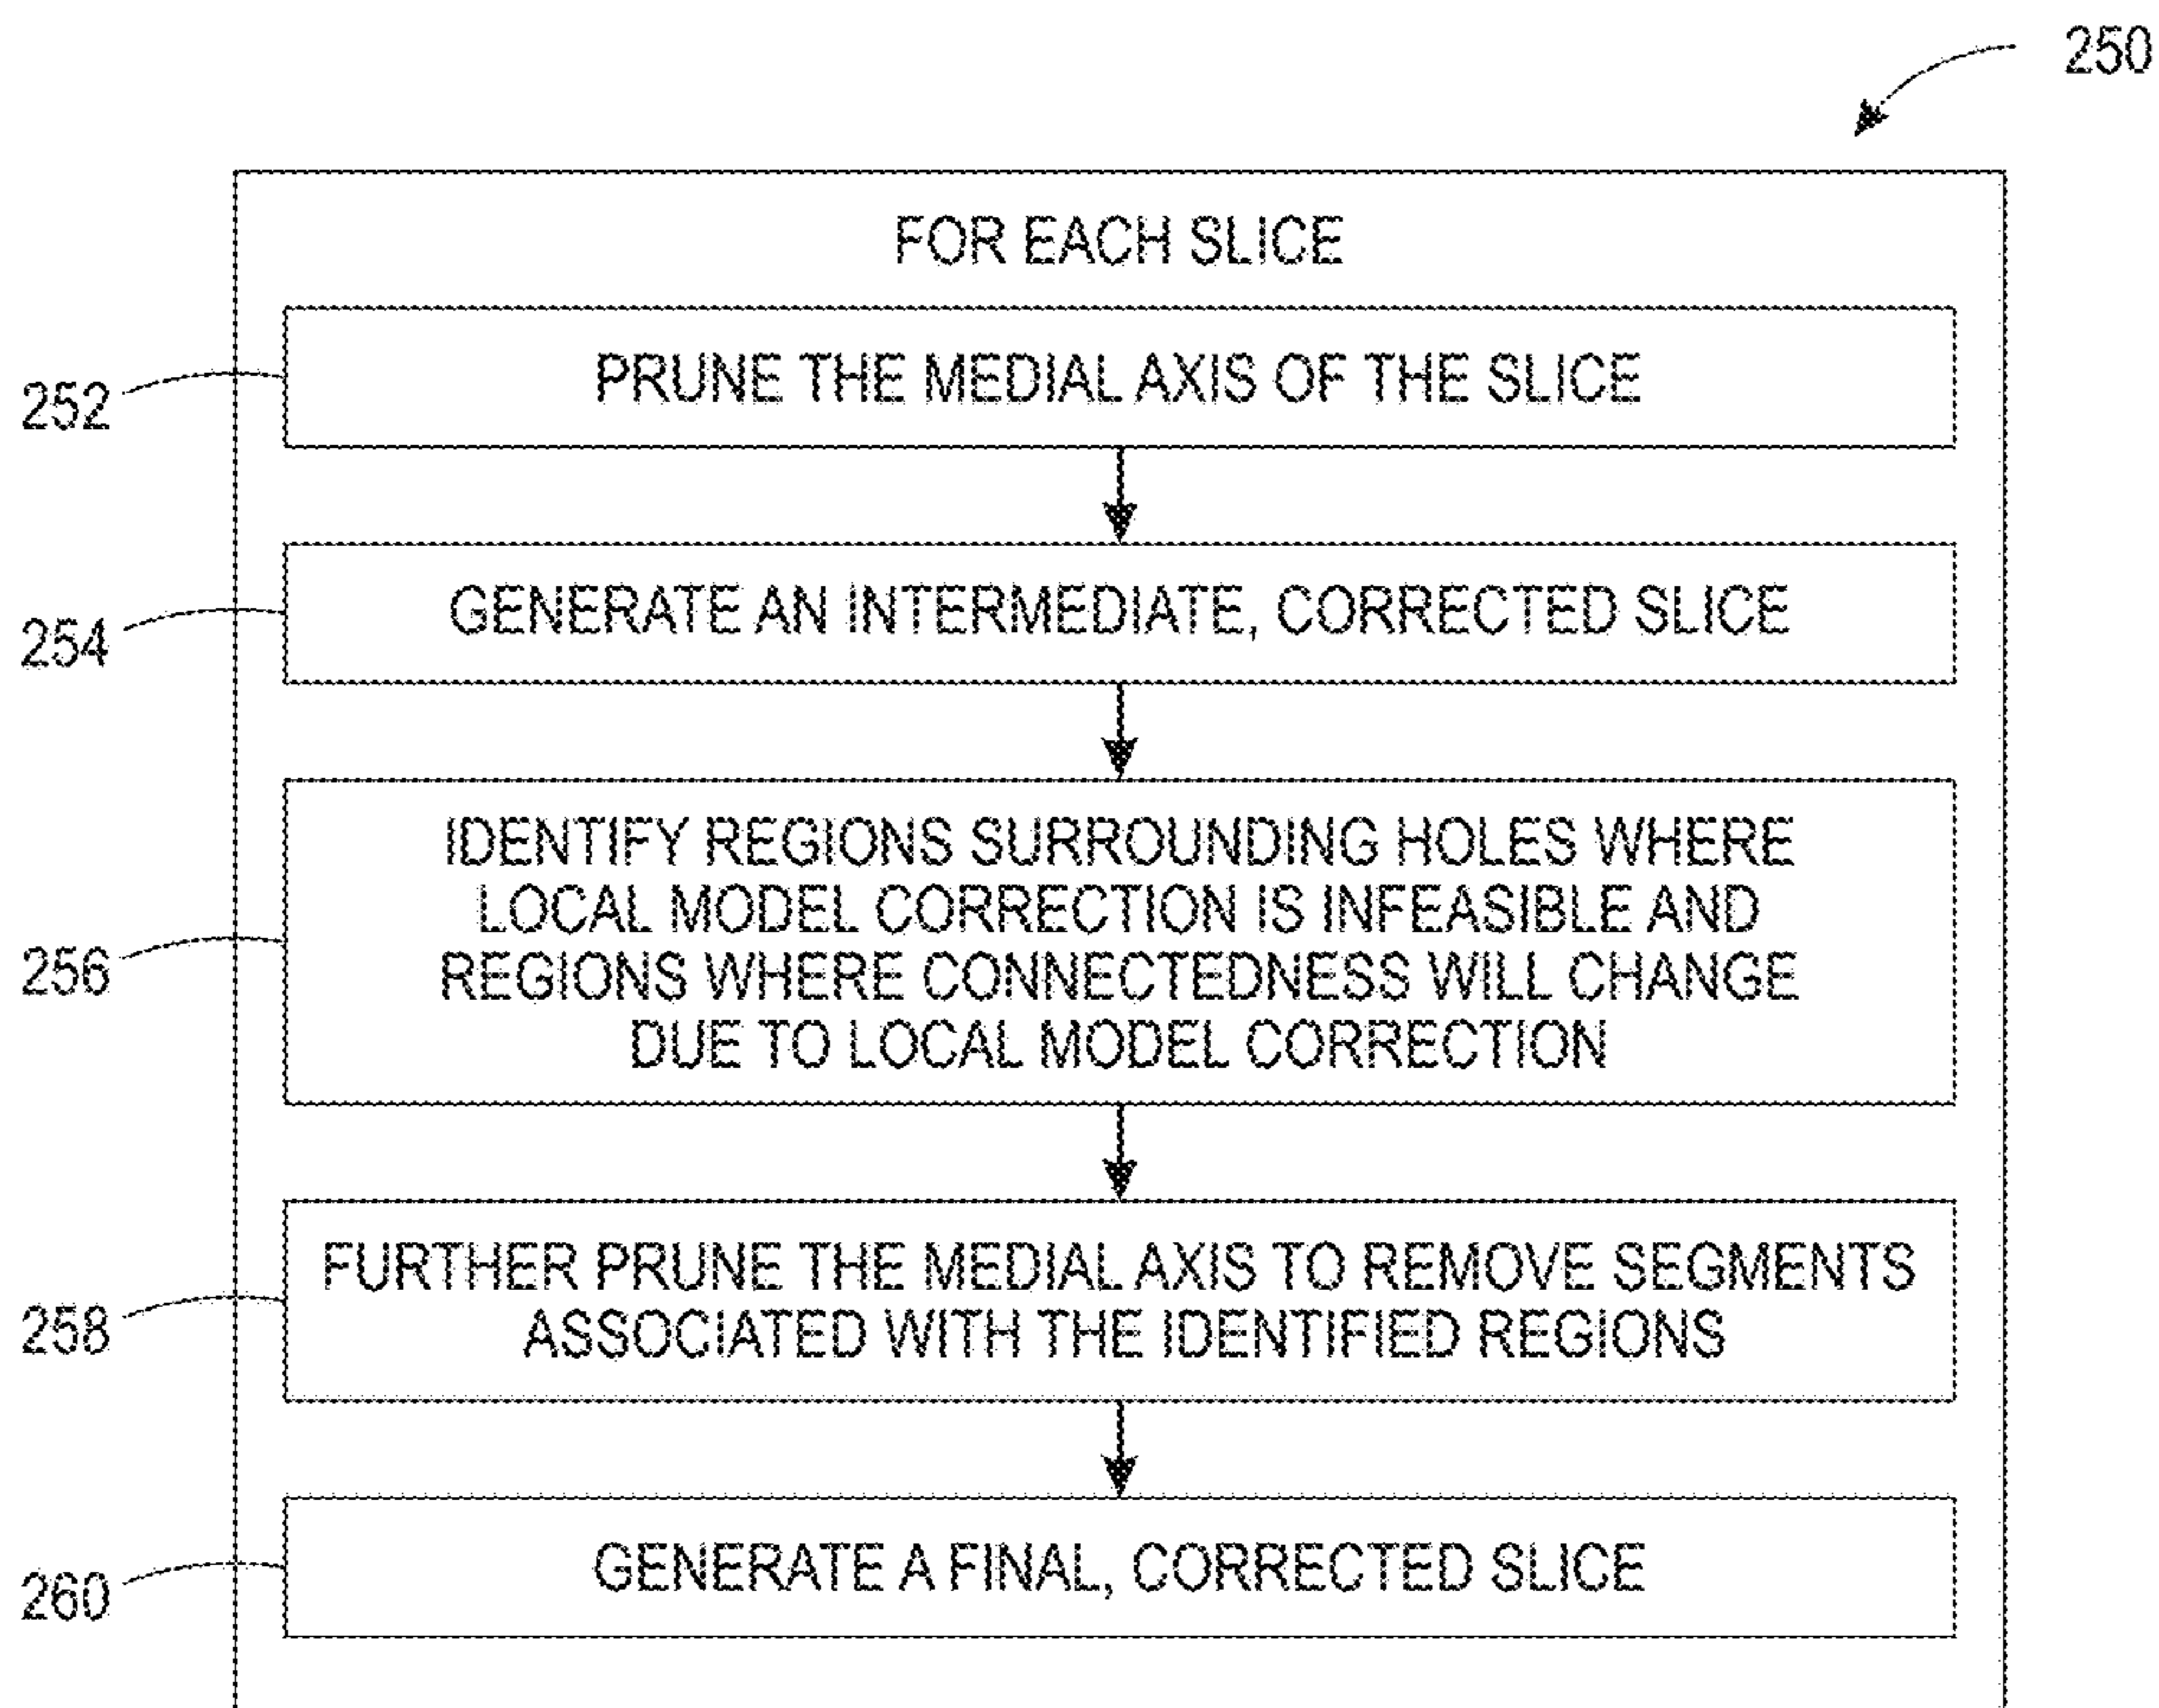 250
FOR EACH SLICE
252
PRUNE THE MEDIAL AXIS OF THE SLICE
254
GENERATE AN INTERMEDIATE, CORRECTED SLICE
256
IDENTIFY REGIONS SURROUNDING HOLES WHERE
LOCAL MODEL CORRECTION IS INFEASIBLE AND
REGIONS WHERE CONNECTEDNESS WILL CHANGE
DUE TO LOCAL MODEL CORRECTION
258
FURTHER PRUNE THE MEDIAL AXIS TO REMOVE SEGMENTS
ASSOCIATED WITH THE IDENTIFIED REGIONS
260
GENERATE A FINAL, CORRECTED SLICE